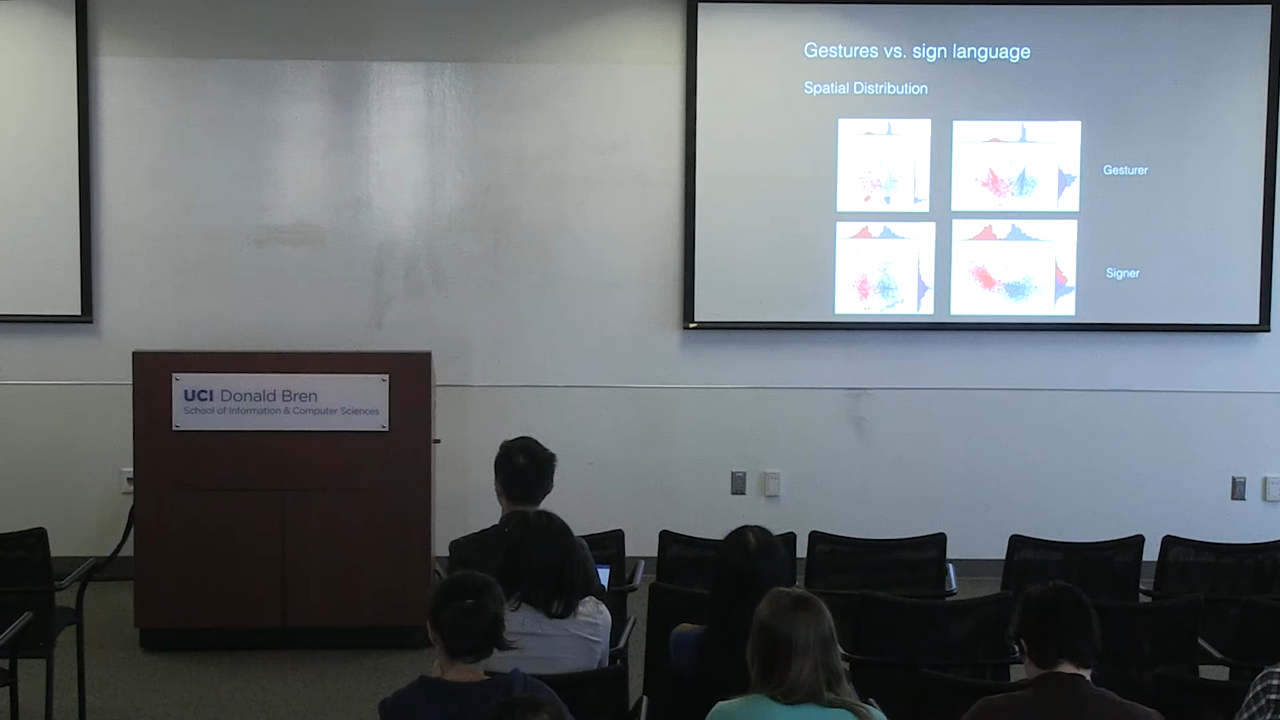 Gestures vs. sign language
Spatial Distribution
Gesturer
Signer
UCI Donald Bren
School of Information & Computer Sciences